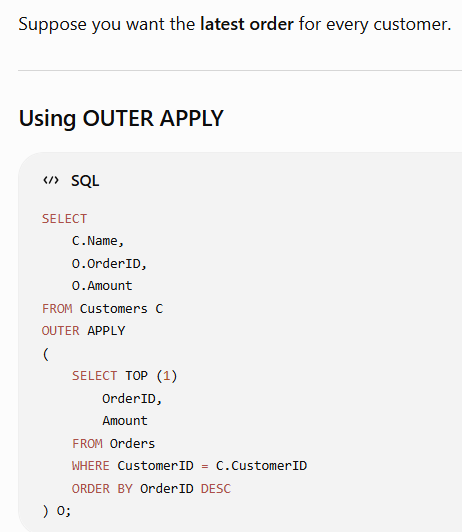 Suppose you want the latest order for every customer.
Using OUTER APPLY
</> SQL
SELECT
    C.Name,
    O.OrderID,
    O.Amount
FROM Customers C
OUTER APPLY
(
    SELECT TOP (1)
        OrderID,
        Amount
    FROM Orders
    WHERE CustomerID = C.CustomerID
    ORDER BY OrderID DESC
) O;